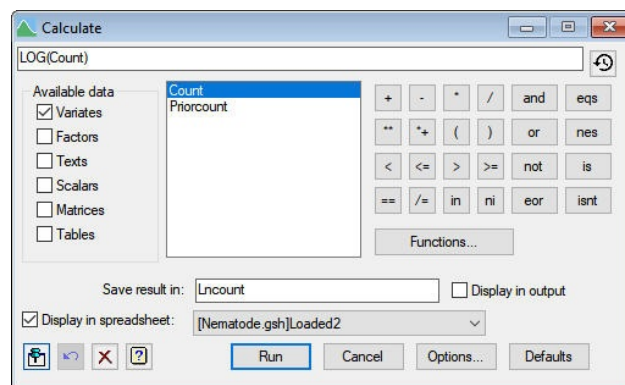 Calculate
LOG(Count)
Available data
Variates
Factors
Texts
Scalars
Matrices
Tables
Count
Priorcount
+ - * / and eqs
** *+ ( ) or nes
< <= > >= not is
== /= in ni eor isnt
Functions...
Save result in: Lncount Display in output
Display in spreadsheet: [Nematode.gsh]Loaded2
Run Cancel Options... Defaults